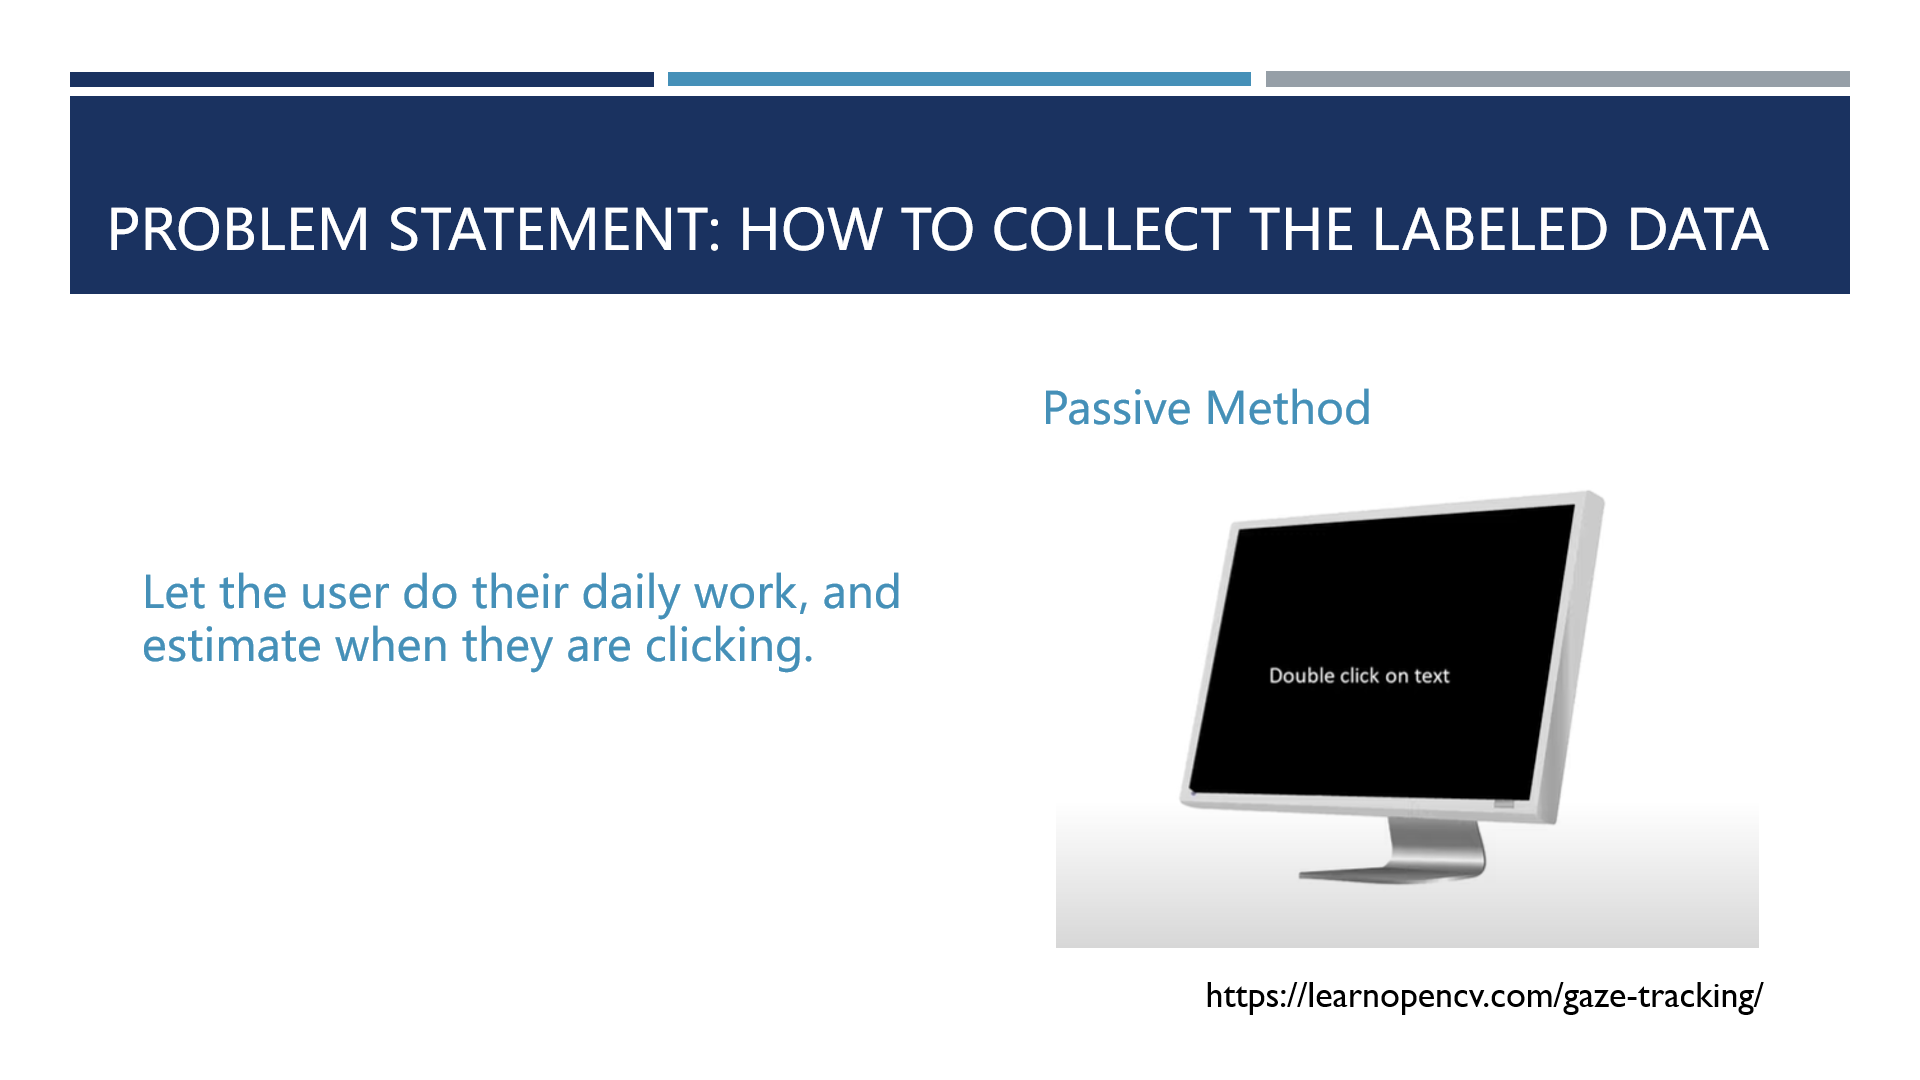 PROBLEM STATEMENT: HOW TO COLLECT THE LABELED DATA
Let the user do their daily work, and
estimate when they are clicking.
Passive Method
Double click on text
https://learnopencv.com/gaze-tracking/